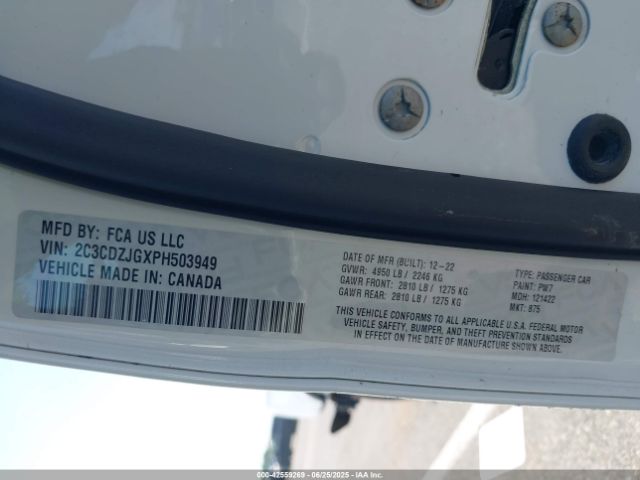 MFD BY: FCA US LLC
VIN: 2C3CDZJGXPH503949
VEHICLE MADE IN: CANADA
DATE OF MFR (BUILT): 12-22
GVWR: 4950 LB / 2246 KG
GAWR FRONT: 2810 LB / 1275 KG
GAWR REAR: 2810 LB / 1275 KG
TYPE: PASSENGER CAR
PAINT: PW7
MDH: 121422
MKT: 875
THIS VEHICLE CONFORMS TO ALL APPLICABLE U.S.A. FEDERAL MOTOR
VEHICLE SAFETY, BUMPER, AND THEFT PREVENTION STANDARDS
IN EFFECT ON THE DATE OF MANUFACTURE SHOWN ABOVE.
000-42559269 - 06/25/2025 - IAA Inc.